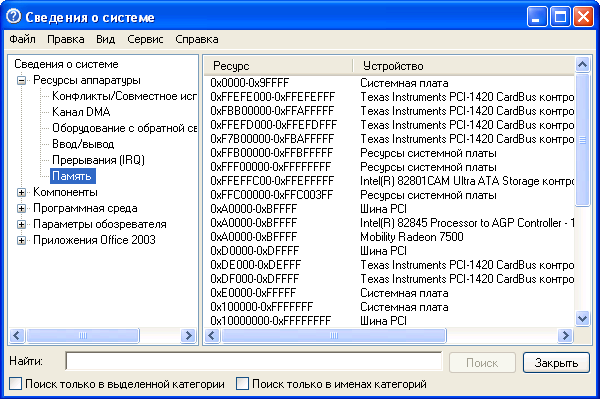 Сведения о системе
Файл Правка Вид Сервис Справка
Сведения о системе
Ресурсы аппаратуры
Конфликты/Совместное исп
Канал DMA
Оборудование с обратной се
Ввод/вывод
Прерывания (IRQ)
Память
Компоненты
Программная среда
Параметры обозревателя
Приложения Office 2003
Ресурс Устройство
0x0000-0x9FFFF Системная плата
0xFFEFE000-0xFFEFEFFF Texas Instruments PCI-1420 CardBus контро
0xFBB00000-0xFFAFFFFF Texas Instruments PCI-1420 CardBus контро
0xFFEFD000-0xFFEFDFFF Texas Instruments PCI-1420 CardBus контро
0xF7B00000-0xFBAFFFFF Texas Instruments PCI-1420 CardBus контро
0xFFB00000-0xFFBFFFFF Ресурсы системной платы
0xFFF00000-0xFFFFFFFF Ресурсы системной платы
0xFFEFFC00-0xFFEFFFFF Intel(R) 82801CAM Ultra ATA Storage контро
0xFFC00000-0xFFC003FF Ресурсы системной платы
0xA0000-0xBFFFF Шина PCI
0xA0000-0xBFFFF Intel(R) 82845 Processor to AGP Controller - 1
0xA0000-0xBFFFF Mobility Radeon 7500
0xD0000-0xDFFFF Шина PCI
0xDE000-0xDEFFF Texas Instruments PCI-1420 CardBus контро
0xDF000-0xDFFFF Texas Instruments PCI-1420 CardBus контро
0xE0000-0xFFFFF Системная плата
0x100000-0xFFFFFFF Системная плата
0x10000000-0xFFFFFFFF Шина PCI
Найти: Поиск Закрыть
Поиск только в выделенной категории Поиск только в именах категорий